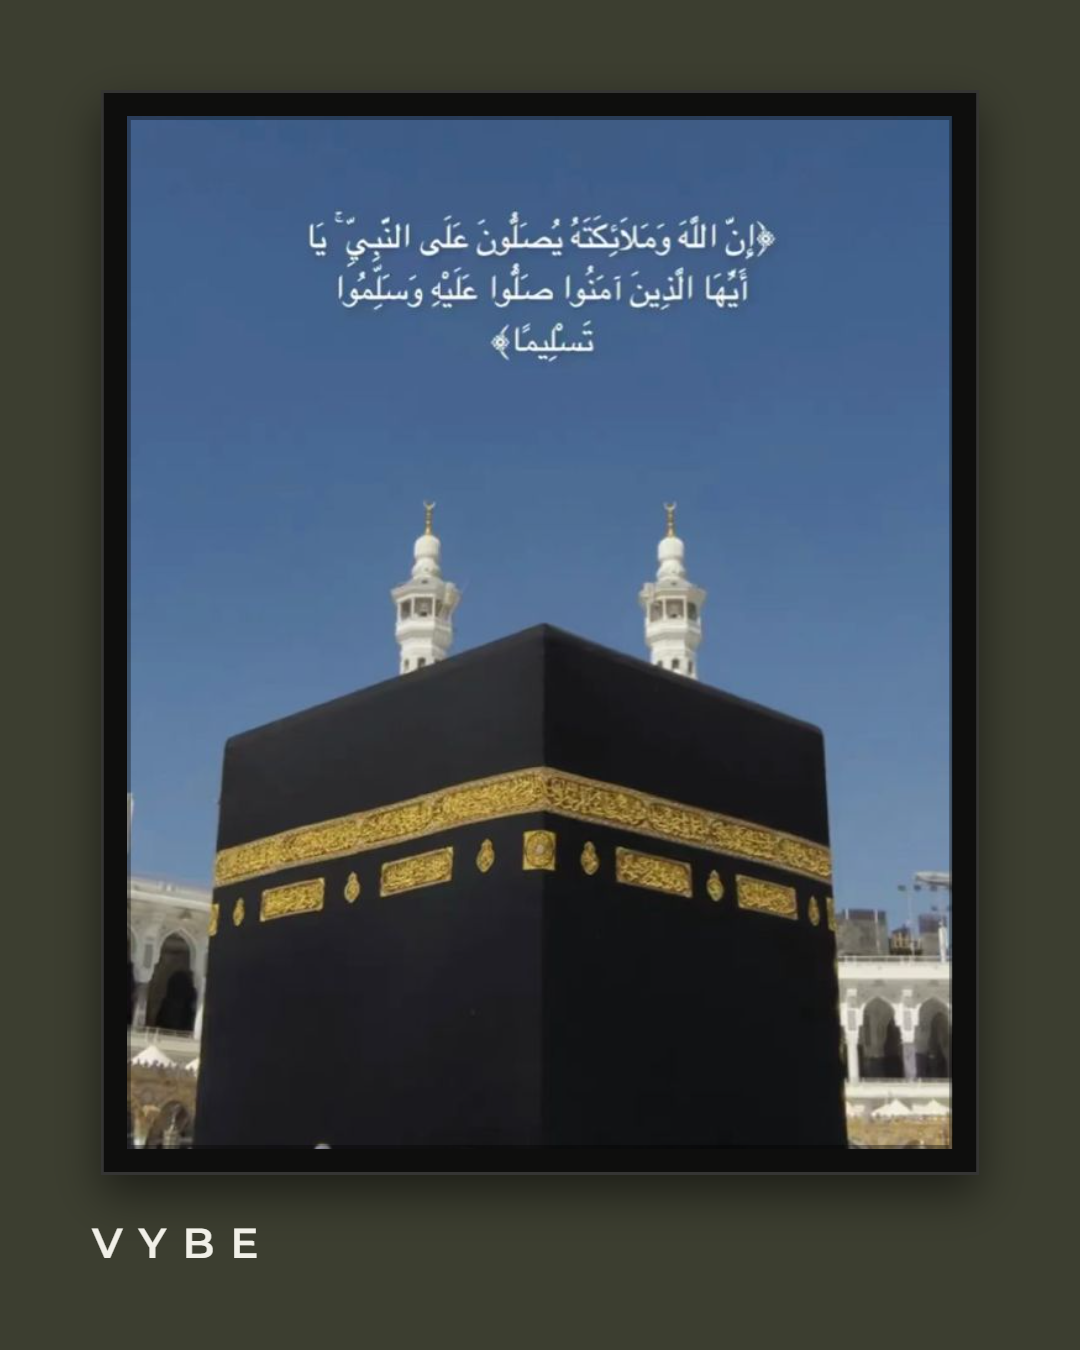 ﴿إِنَّ اللَّهَ وَمَلَائِكَتَهُ يُصَلُّونَ عَلَى النَّبِيِّ ۚ يَا
أَيُّهَا الَّذِينَ آمَنُوا صَلُّوا عَلَيْهِ وَسَلِّمُوا
تَسْلِيمًا﴾
VYBE